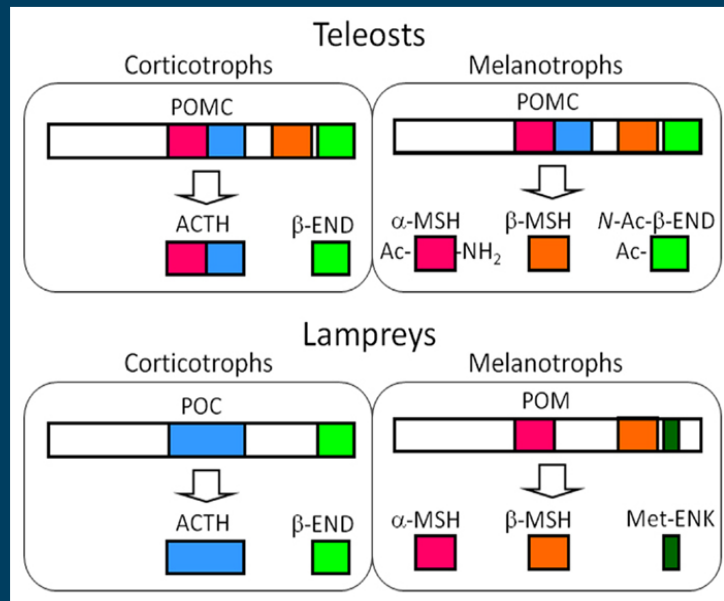 Teleosts
Corticotrophs Melanotrophs
POMC POMC
ACTH β-END α-MSH β-MSH N-Ac-β-END
Ac- -NH₂ Ac-
Lampreys
Corticotrophs Melanotrophs
POC POM
ACTH β-END α-MSH β-MSH Met-ENK